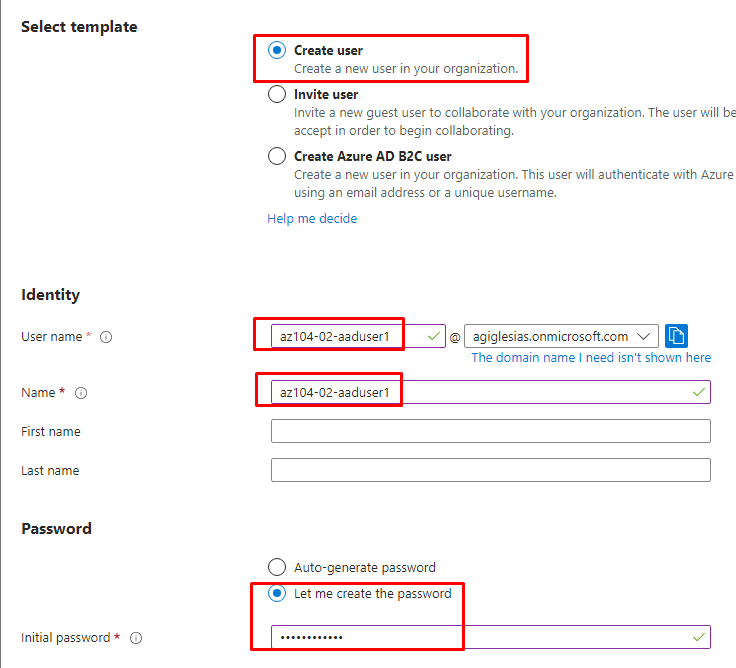 Select template
Create user
Create a new user in your organization.
Invite user
Invite a new guest user to collaborate with your organization. The user will be
accept in order to begin collaborating.
Create Azure AD B2C user
Create a new user in your organization. This user will authenticate with Azure
using an email address or a unique username.
Help me decide
Identity
User name * az104-02-aaduser1 @ agiglesias.onmicrosoft.com
The domain name I need isn't shown here
Name * az104-02-aaduser1
First name
Last name
Password
Auto-generate password
Let me create the password
Initial password * ••••••••••••